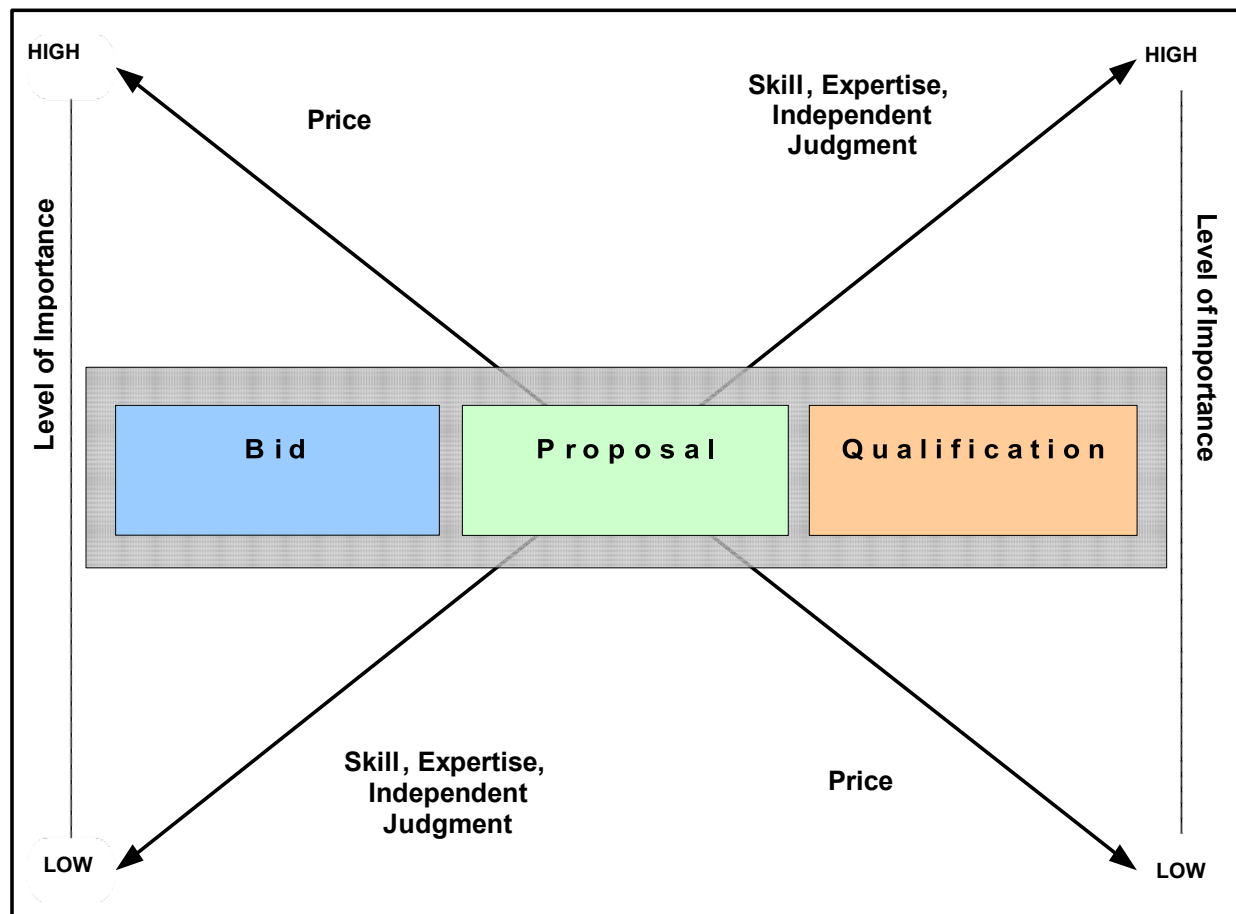 HIGH
HIGH
Price
Skill, Expertise,
Independent
Judgment
Level of Importance
Level of Importance
Bid
Proposal
Qualification
Skill, Expertise,
Independent
Judgment
Price
LOW
LOW